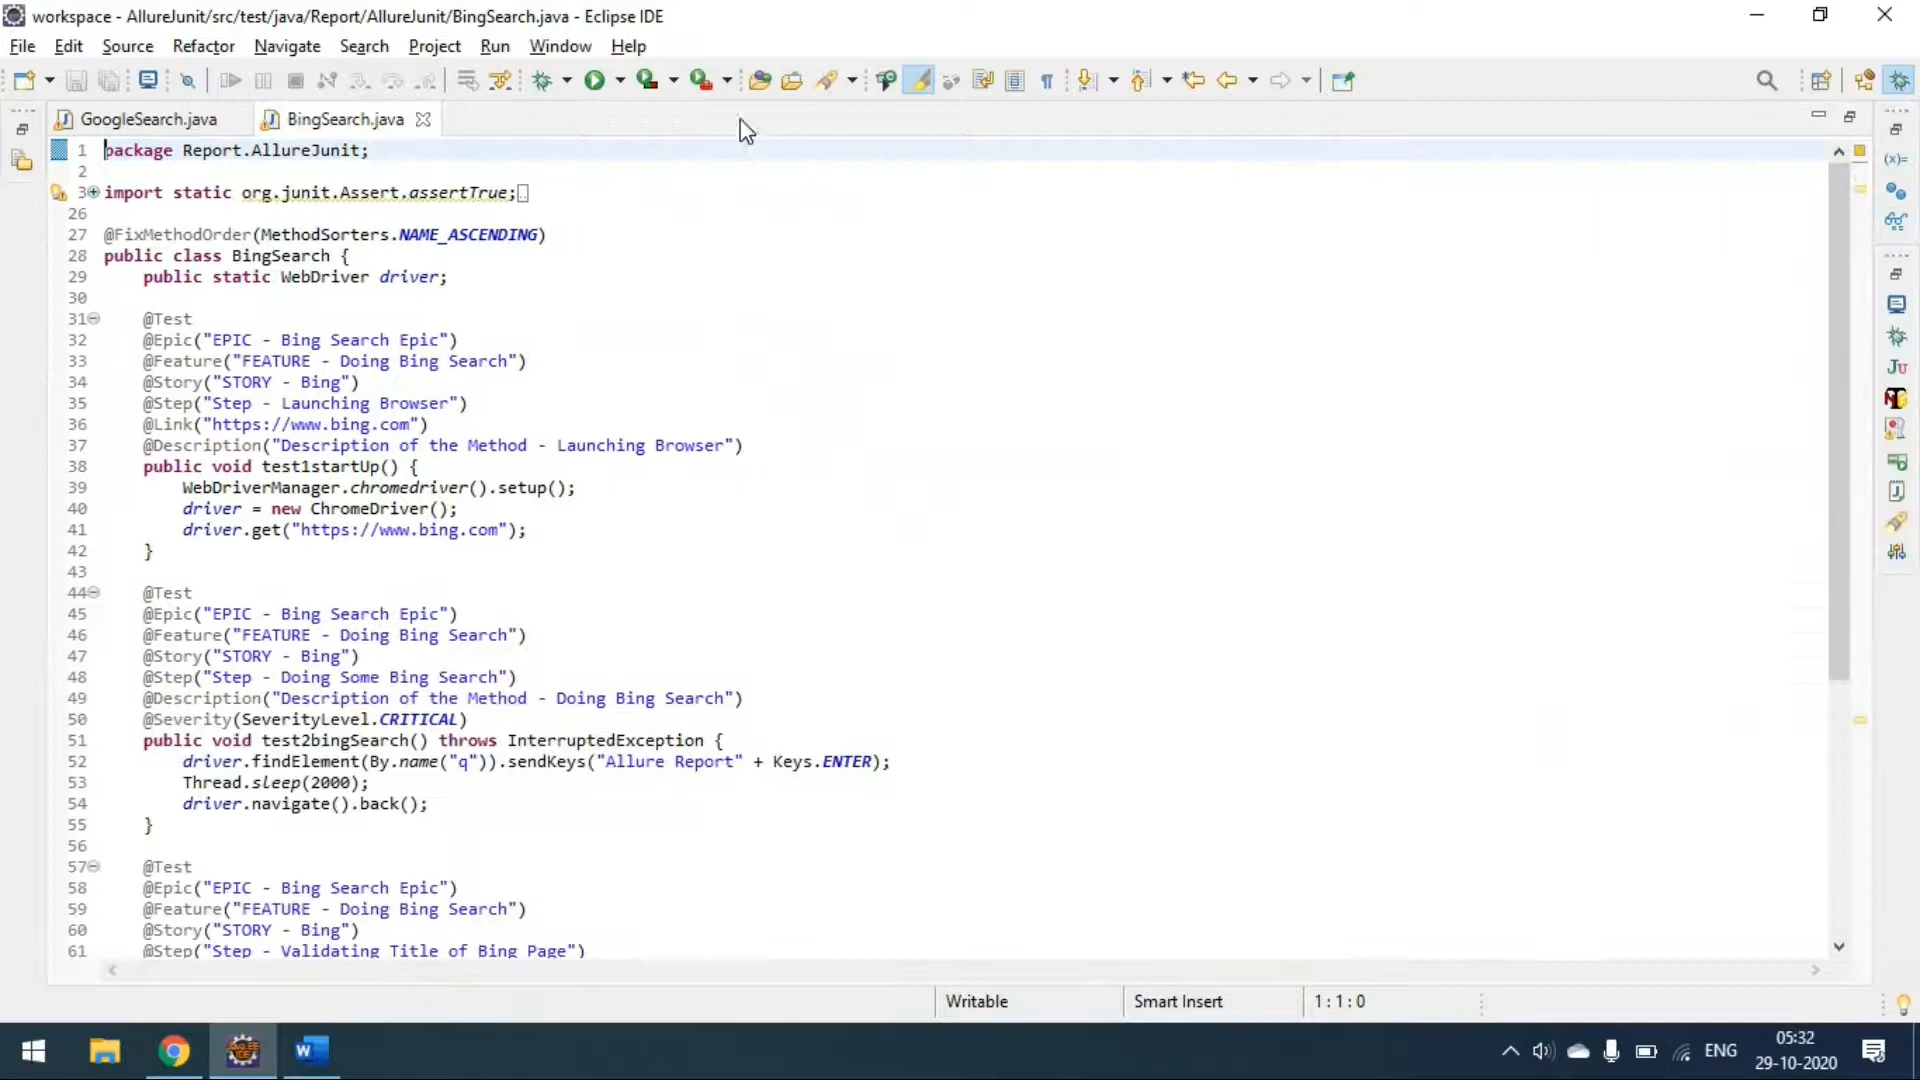 workspace - AllureJunit/src/test/java/Report/AllureJunit/BingSearch.java - Eclipse IDE
File Edit Source Refactor Navigate Search Project Run Window Help
GoogleSearch.java BingSearch.java
1 package Report.AllureJunit;
2
3 import static org.junit.Assert.assertTrue;
26
27 @FixMethodOrder(MethodSorters.NAME_ASCENDING)
28 public class BingSearch {
29 public static WebDriver driver;
30
31 @Test
32 @Epic("EPIC - Bing Search Epic")
33 @Feature("FEATURE - Doing Bing Search")
34 @Story("STORY - Bing")
35 @Step("Step - Launching Browser")
36 @Link("https://www.bing.com")
37 @Description("Description of the Method - Launching Browser")
38 public void test1startUp() {
39 WebDriverManager.chromedriver().setup();
40 driver = new ChromeDriver();
41 driver.get("https://www.bing.com");
42 }
43
44 @Test
45 @Epic("EPIC - Bing Search Epic")
46 @Feature("FEATURE - Doing Bing Search")
47 @Story("STORY - Bing")
48 @Step("Step - Doing Some Bing Search")
49 @Description("Description of the Method - Doing Bing Search")
50 @Severity(SeverityLevel.CRITICAL)
51 public void test2bingSearch() throws InterruptedException {
52 driver.findElement(By.name("q")).sendKeys("Allure Report" + Keys.ENTER);
53 Thread.sleep(2000);
54 driver.navigate().back();
55 }
56
57 @Test
58 @Epic("EPIC - Bing Search Epic")
59 @Feature("FEATURE - Doing Bing Search")
60 @Story("STORY - Bing")
61 @Step("Step - Validating Title of Bing Page")
Writable Smart Insert 1 : 1 : 0
ENG 05:32
29-10-2020